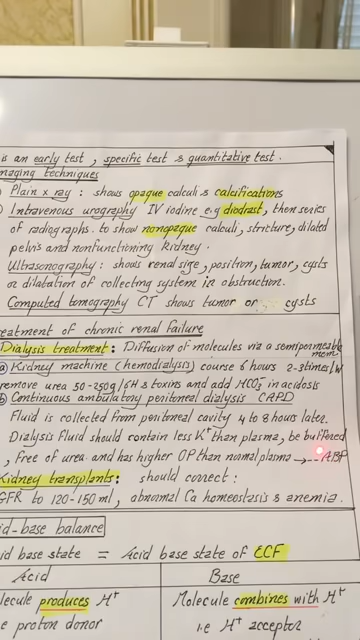 is an early test, specific test & quantitative test.
maging techniques
Plain x ray : shows opaque calculi & calcifications
Intravenous urography IV iodine e.g diodrast, then series
of radiographs to show nonopaque calculi, stricture, dilated
pelvis and nonfunctioning kidney.
Ultrasonography : shows renal size, position, tumor, cysts
or dilatation of collecting system in obstruction.
Computed tomography CT shows tumor or cysts
eatment of chronic renal failure
Dialysis treatment : Diffusion of molecules via a semipermeable mem
a) Kidney machine (hemodialysis) course 6 hours 2-3times/w
remove urea 50-250g/6H & toxins and add HCO3 in acidosis
b) Continuous ambulatory peritoneal dialysis CAPD
Fluid is collected from peritoneal cavity 4 to 8 hours later.
Dialysis Fluid should contain less K+ than plasma, be buffered
, free of urea and has higher OP than normal plasma → -- ABP
Kidney transplants : should correct :
GFR to 120-150 ml, abnormal Ca homeostasis & anemia.
id-base balance
id base state = Acid base state of ECF
Acid Base
lecule produces H+ Molecule combines with H+
e proton donor i.e H+ acceptor